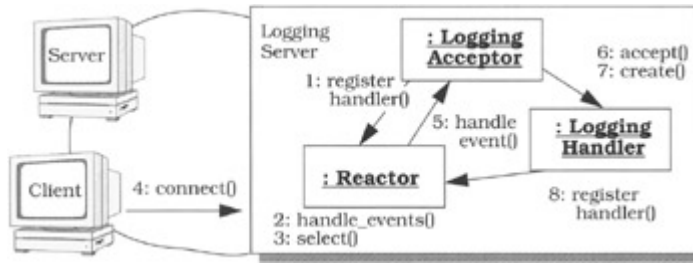 Server
Client
4: connect()
Logging
Server
: Logging
Acceptor
1: register
handler()
5: handle
event()
6: accept()
7: create()
: Logging
Handler
: Reactor
2: handle_events()
3: select()
8: register
handler()